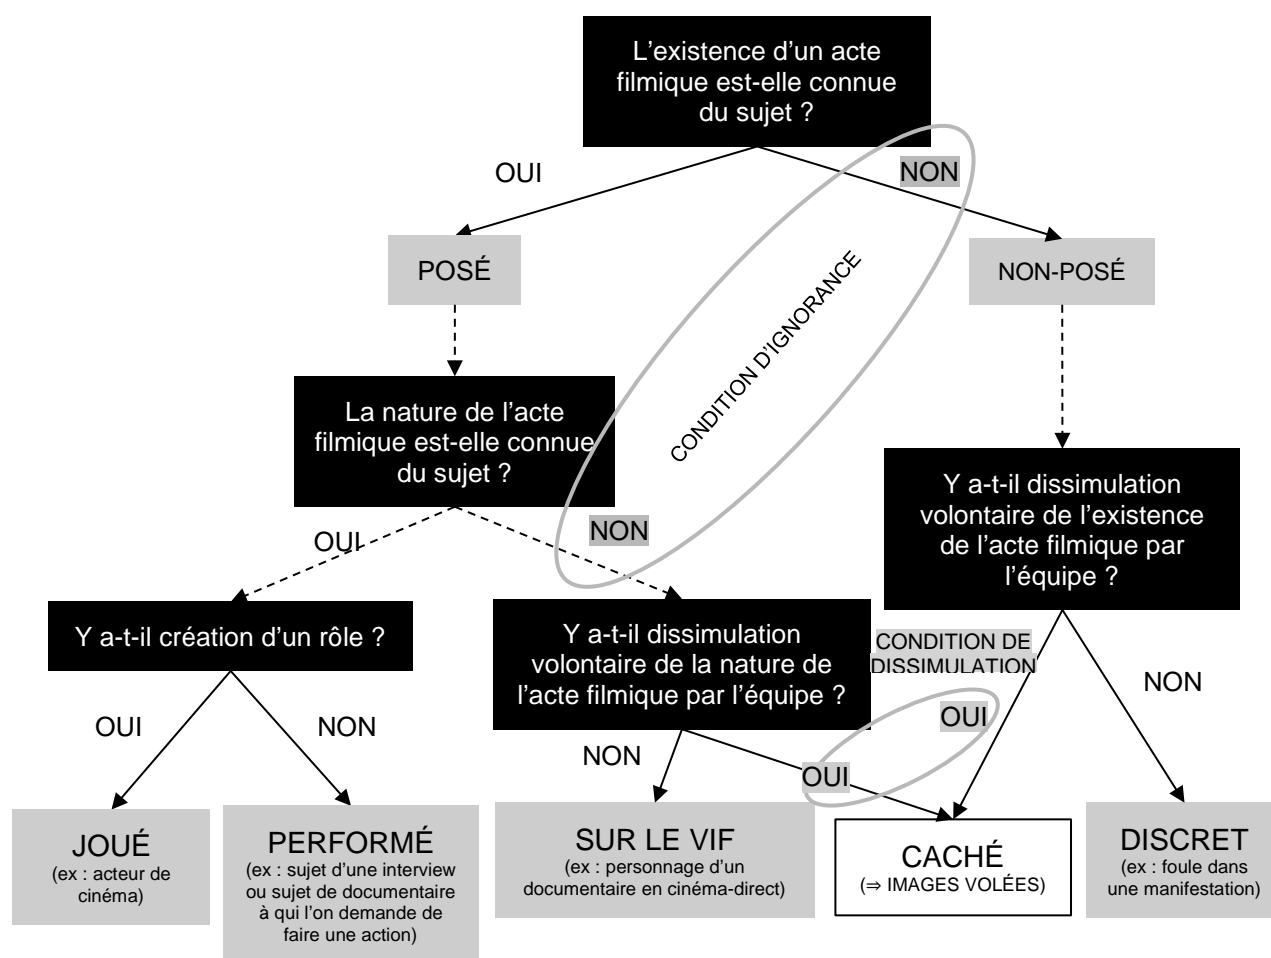 L’existence d’un acte
filmique est-elle connue
du sujet ?
OUI
NON
POSÉ
NON-POSÉ
CONDITION D’IGNORANCE
La nature de l’acte
filmique est-elle connue
du sujet ?
Y a-t-il dissimulation
volontaire de l’existence
de l’acte filmique par
l’équipe ?
OUI
NON
Y a-t-il création d’un rôle ?
Y a-t-il dissimulation
volontaire de la nature de
l’acte filmique par l’équipe ?
CONDITION DE
DISSIMULATION
OUI
NON
NON
OUI
OUI
NON
JOUÉ
(ex : acteur de
cinéma)
PERFORMÉ
(ex : sujet d’une interview
ou sujet de documentaire
à qui l’on demande de
faire une action)
SUR LE VIF
(ex : personnage d’un
documentaire en cinéma-direct)
CACHÉ
(⇒ IMAGES VOLÉES)
DISCRET
(ex : foule dans
une manifestation)